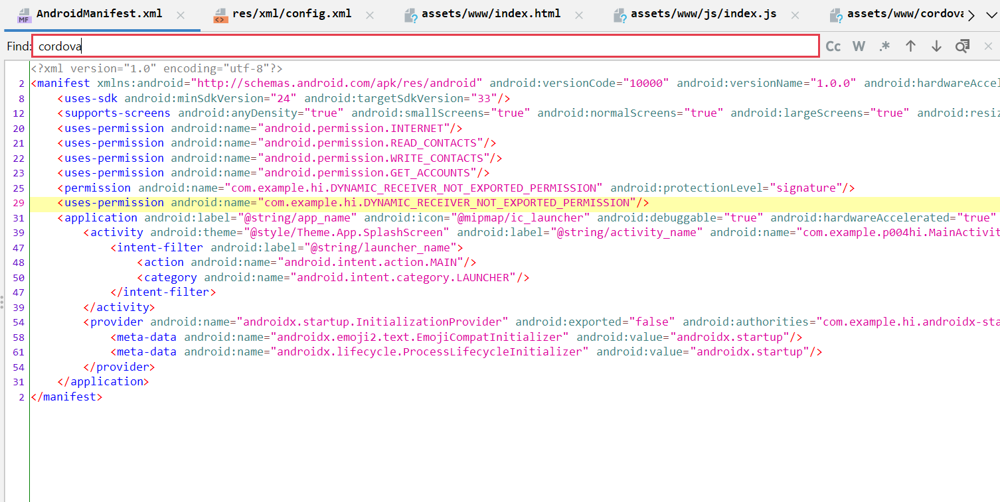 AndroidManifest.xml res/xml/config.xml assets/www/index.html assets/www/js/index.js assets/www/cordova
Find: cordova Cc W .*
<?xml version="1.0" encoding="utf-8"?>
2 <manifest xmlns:android="http://schemas.android.com/apk/res/android" android:versionCode="10000" android:versionName="1.0.0" android:hardwareAccel
8 <uses-sdk android:minSdkVersion="24" android:targetSdkVersion="33"/>
12 <supports-screens android:anyDensity="true" android:smallScreens="true" android:normalScreens="true" android:largeScreens="true" android:resiz
20 <uses-permission android:name="android.permission.INTERNET"/>
21 <uses-permission android:name="android.permission.READ_CONTACTS"/>
22 <uses-permission android:name="android.permission.WRITE_CONTACTS"/>
23 <uses-permission android:name="android.permission.GET_ACCOUNTS"/>
25 <permission android:name="com.example.hi.DYNAMIC_RECEIVER_NOT_EXPORTED_PERMISSION" android:protectionLevel="signature"/>
29 <uses-permission android:name="com.example.hi.DYNAMIC_RECEIVER_NOT_EXPORTED_PERMISSION"/>
31 <application android:label="@string/app_name" android:icon="@mipmap/ic_launcher" android:debuggable="true" android:hardwareAccelerated="true"
39 <activity android:theme="@style/Theme.App.SplashScreen" android:label="@string/activity_name" android:name="com.example.p004hi.MainActivit
47 <intent-filter android:label="@string/launcher_name">
48 <action android:name="android.intent.action.MAIN"/>
50 <category android:name="android.intent.category.LAUNCHER"/>
47 </intent-filter>
39 </activity>
54 <provider android:name="androidx.startup.InitializationProvider" android:exported="false" android:authorities="com.example.hi.androidx-sta
58 <meta-data android:name="androidx.emoji2.text.EmojiCompatInitializer" android:value="androidx.startup"/>
61 <meta-data android:name="androidx.lifecycle.ProcessLifecycleInitializer" android:value="androidx.startup"/>
54 </provider>
31 </application>
2 </manifest>